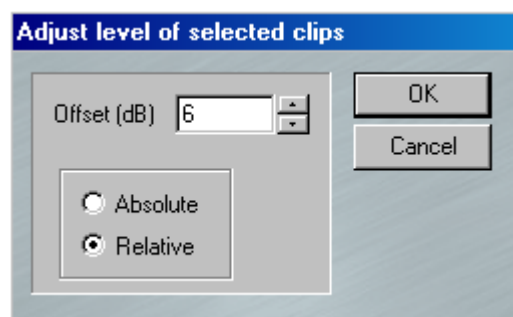 Adjust level of selected clips
Offset (dB) 6
OK
Cancel
Absolute
Relative